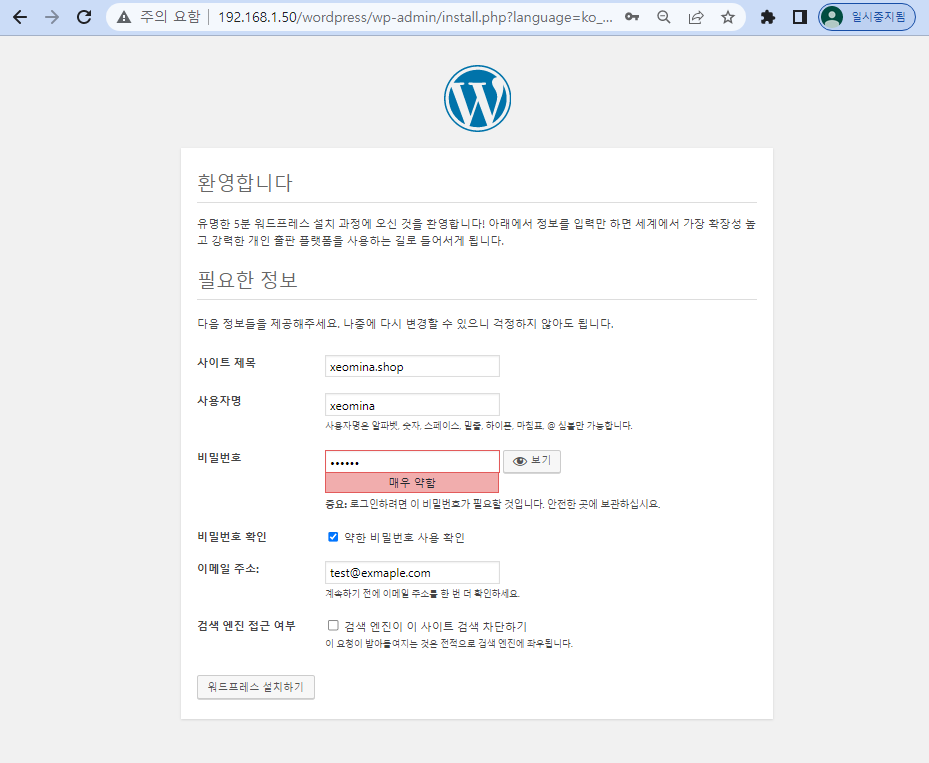 주의 요함 192.168.1.50/wordpress/wp-admin/install.php?language=ko_... 일시중지됨
환영합니다
유명한 5분 워드프레스 설치 과정에 오신 것을 환영합니다! 아래에서 정보를 입력만 하면 세계에서 가장 확장성 높
고 강력한 개인 출판 플랫폼을 사용하는 길로 들어서게 됩니다.
필요한 정보
다음 정보들을 제공해주세요. 나중에 다시 변경할 수 있으니 걱정하지 않아도 됩니다.
사이트 제목 xeomina.shop
사용자명 xeomina
사용자명은 알파벳, 숫자, 스페이스, 밑줄, 하이픈, 마침표, @ 심볼만 가능합니다.
비밀번호 •••••• 보기
매우 약함
중요: 로그인하려면 이 비밀번호가 필요할 것입니다. 안전한 곳에 보관하십시요.
비밀번호 확인 약한 비밀번호 사용 확인
이메일 주소: test@exmaple.com
계속하기 전에 이메일 주소를 한 번 더 확인하세요.
검색 엔진 접근 여부 검색 엔진이 이 사이트 검색 차단하기
이 요청이 받아들여지는 것은 전적으로 검색 엔진에 좌우됩니다.
워드프레스 설치하기